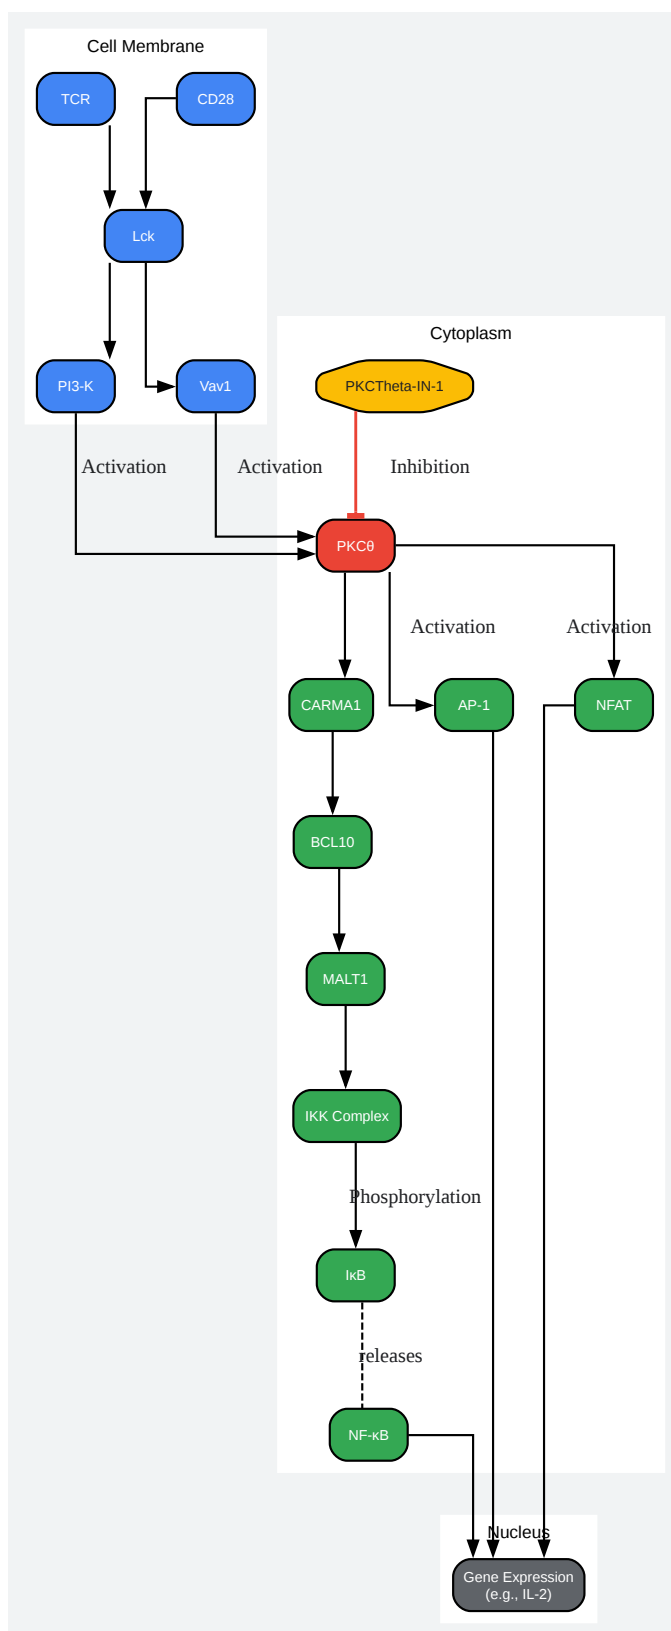 Cell Membrane
TCR
CD28
Lck
PI3-K
Vav1
Cytoplasm
PKCTheta-IN-1
Activation
Activation
Inhibition
PKCθ
Activation
Activation
CARMA1
AP-1
NFAT
BCL10
MALT1
IKK Complex
Phosphorylation
IκB
releases
NF-κB
Nucleus
Gene Expression
(e.g., IL-2)